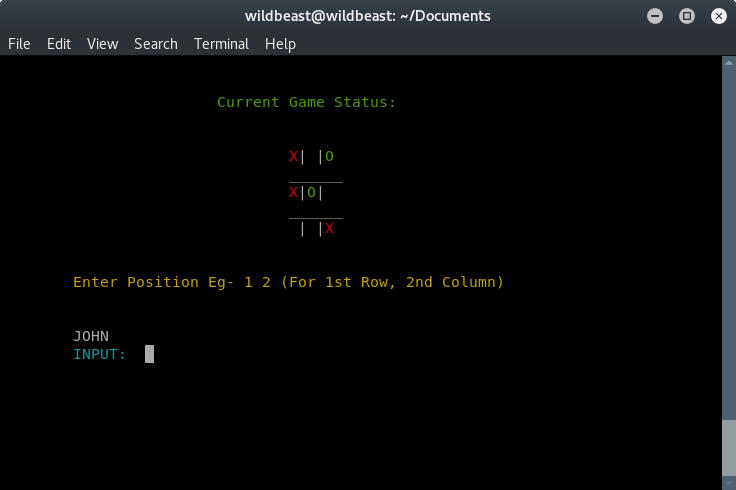 wildbeast@wildbeast: ~/Documents
File Edit View Search Terminal Help
Current Game Status:
X| |O
______
X|O|
______
 | |X
Enter Position Eg- 1 2 (For 1st Row, 2nd Column)
JOHN
INPUT: